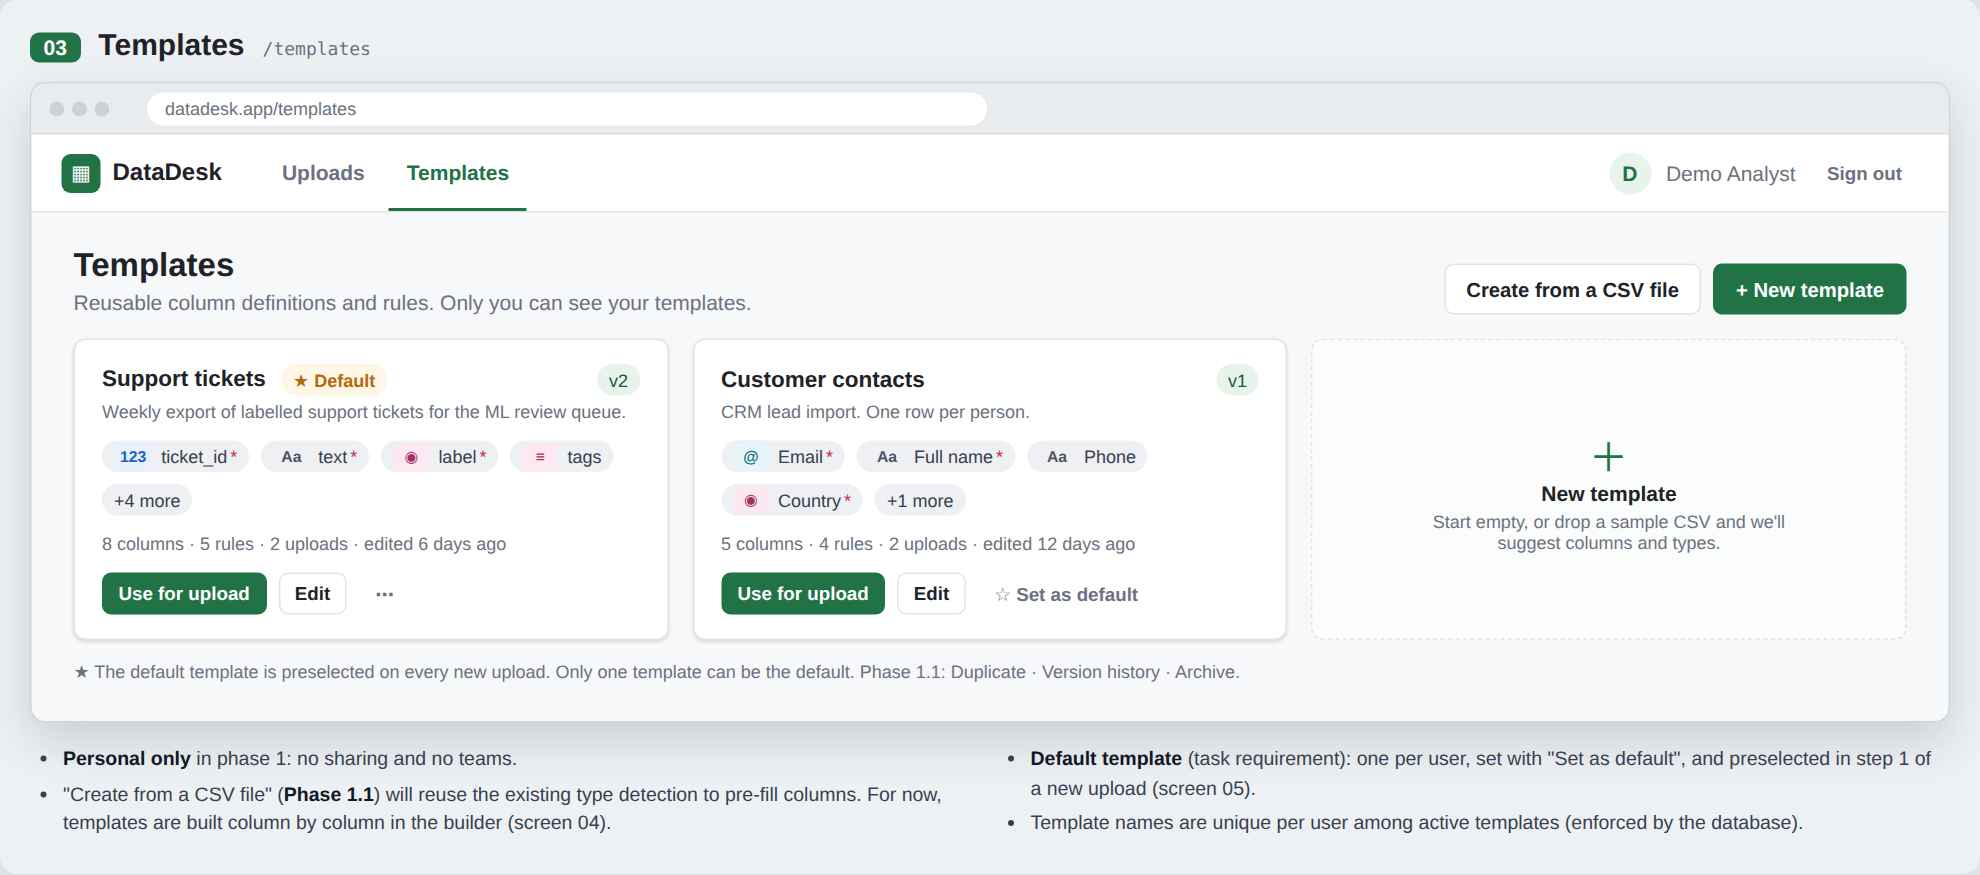 03 Templates /templates
datadesk.app/templates
▦ DataDesk Uploads Templates D Demo Analyst Sign out
Templates
Reusable column definitions and rules. Only you can see your templates.
Create from a CSV file + New template
Support tickets ★ Default v2
Weekly export of labelled support tickets for the ML review queue.
123 ticket_id* Aa text* ◉ label* ≡ tags
+4 more
8 columns · 5 rules · 2 uploads · edited 6 days ago
Use for upload Edit ⋯
Customer contacts v1
CRM lead import. One row per person.
@ Email* Aa Full name* Aa Phone
◉ Country* +1 more
5 columns · 4 rules · 2 uploads · edited 12 days ago
Use for upload Edit ☆ Set as default
+
New template
Start empty, or drop a sample CSV and we'll
suggest columns and types.
★ The default template is preselected on every new upload. Only one template can be the default. Phase 1.1: Duplicate · Version history · Archive.
• Personal only in phase 1: no sharing and no teams.
• "Create from a CSV file" (Phase 1.1) will reuse the existing type detection to pre-fill columns. For now,
templates are built column by column in the builder (screen 04).
• Default template (task requirement): one per user, set with "Set as default", and preselected in step 1 of
a new upload (screen 05).
• Template names are unique per user among active templates (enforced by the database).